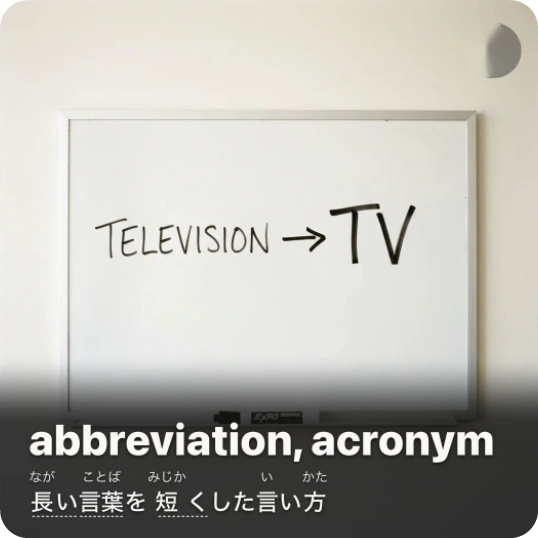 TELEVISION → TV
EXPO
abbreviation, acronym
なが ことば みじか い かた
長い言葉を 短 くした言い方